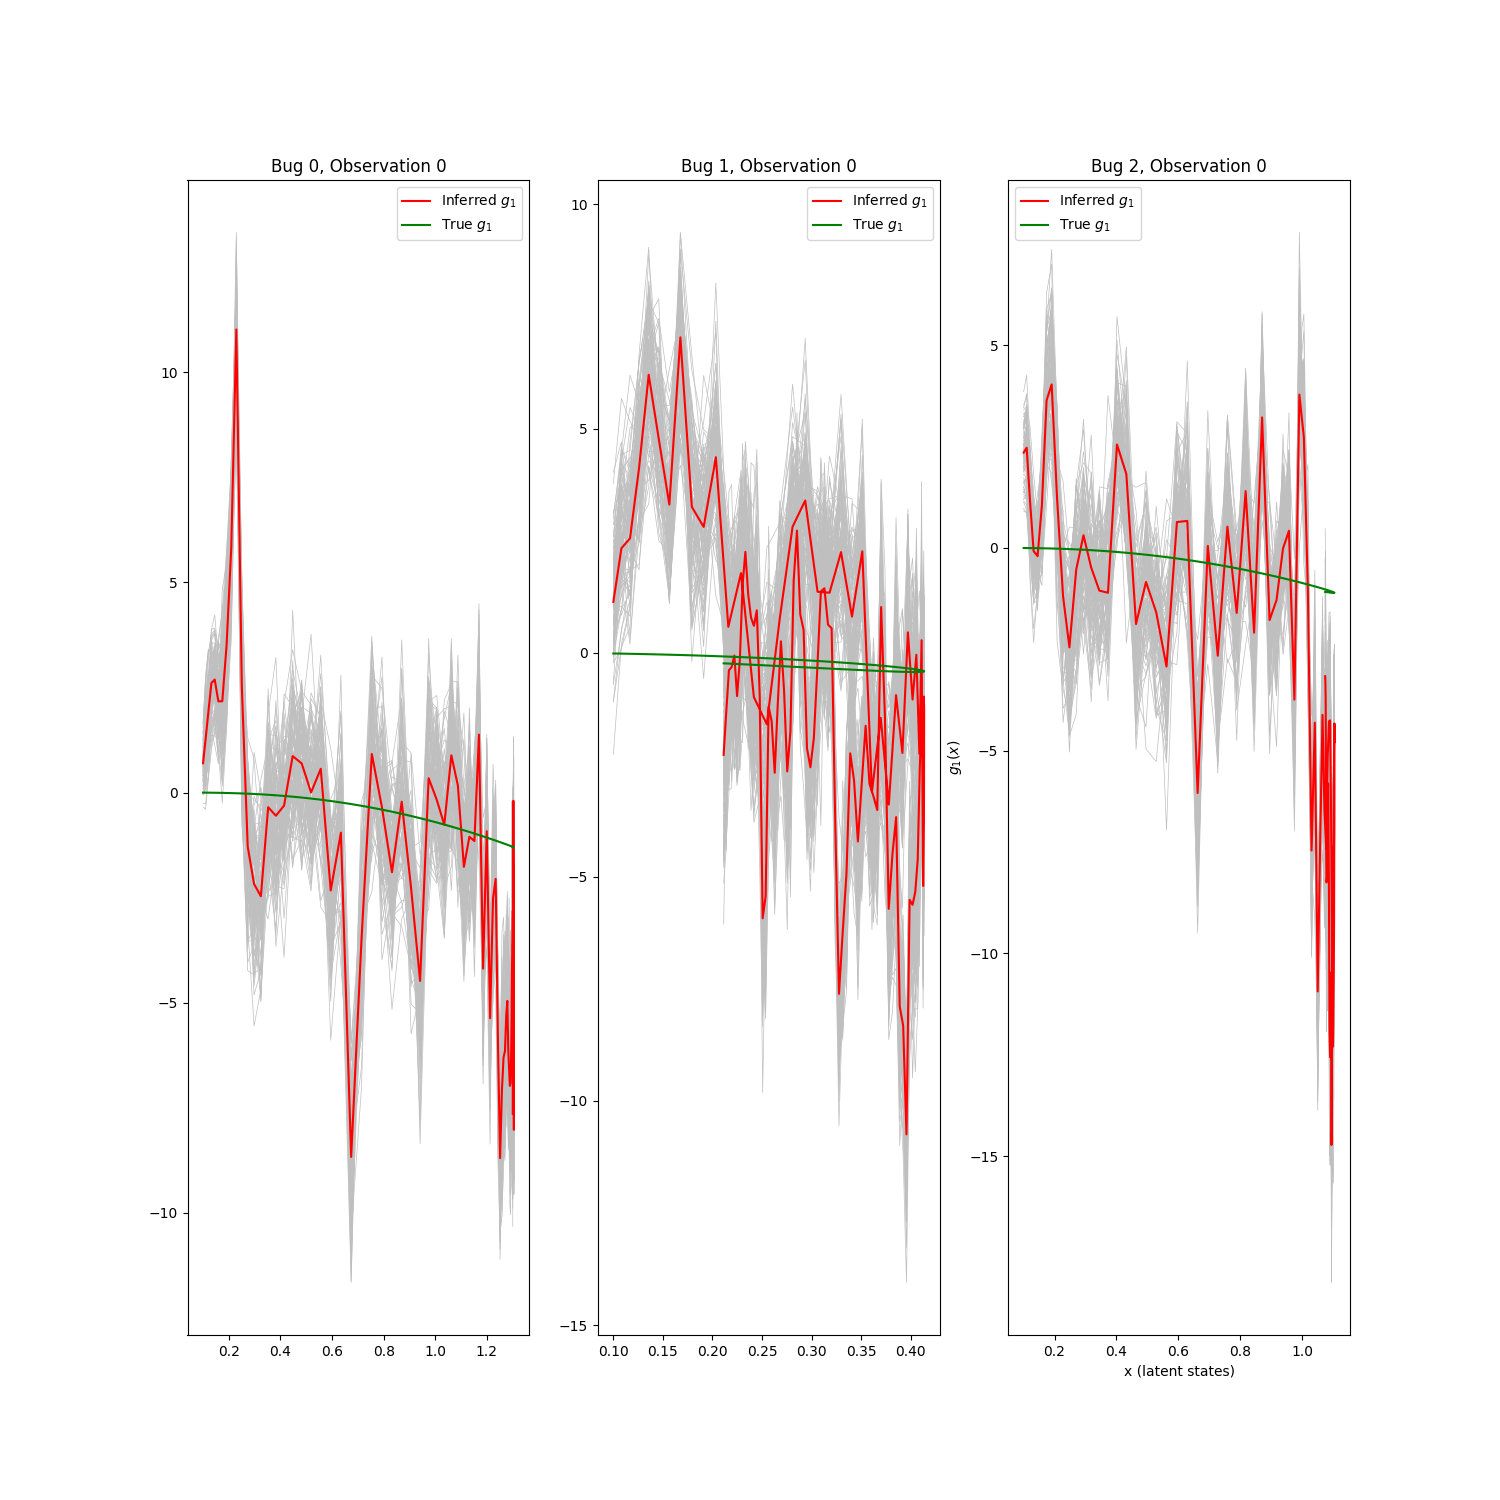 Bug 0, Observation 0
Inferred g₁
True g₁
10
5
0
−5
−10
0.2 0.4 0.6 0.8 1.0 1.2
Bug 1, Observation 0
Inferred g₁
True g₁
10
5
0
−5
−10
−15
0.10 0.15 0.20 0.25 0.30 0.35 0.40
Bug 2, Observation 0
Inferred g₁
True g₁
g₁(x)
5
0
−5
−10
−15
0.2 0.4 0.6 0.8 1.0
x (latent states)